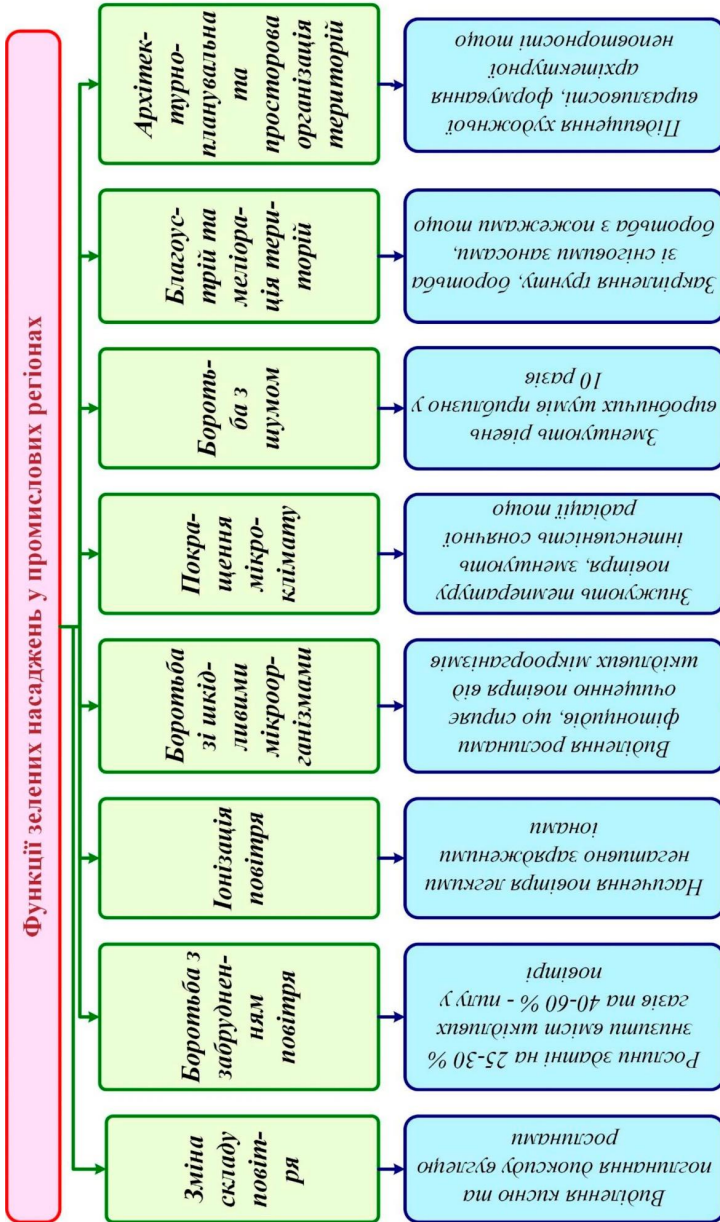 Функції зелених насаджень у промислових регіонах
Зміна
складу
повіт-
ря
Виділення кисню та
поглинання диоксиду вуглецю
рослинами
Боротьба з
забруднен-
ням
повітря
Рослини здатні на 25-30 %
знизити вміст шкідливих
газів та 40-60 % - пилу у
повітрі
Іонізація
повітря
Насичення повітря легкими
негативно зарядженими
іонами
Боротьба
зі шкід-
ливими
мікроор-
ганізмами
Виділення рослинами
фітонцидів, що сприяє
очищенню повітря від
шкідливих мікроорганізмів
Покра-
щення
мікро-
клімату
Знижують температуру
повітря, зменшують
інтенсивність сонячної
радіації тощо
Бороть-
ба з
шумом
Зменшують рівень
виробничих шумів приблизно у
10 разів
Благоус-
трій та
меліора-
ція тери-
торій
Закріплення ґрунту, боротьба
зі сніговими заносами,
боротьба з пожежами тощо
Архітек-
турно-
планувальна
та
просторова
організація
територій
Підвищення художньої
виразливості, формування
архітектурної
неповторності тощо